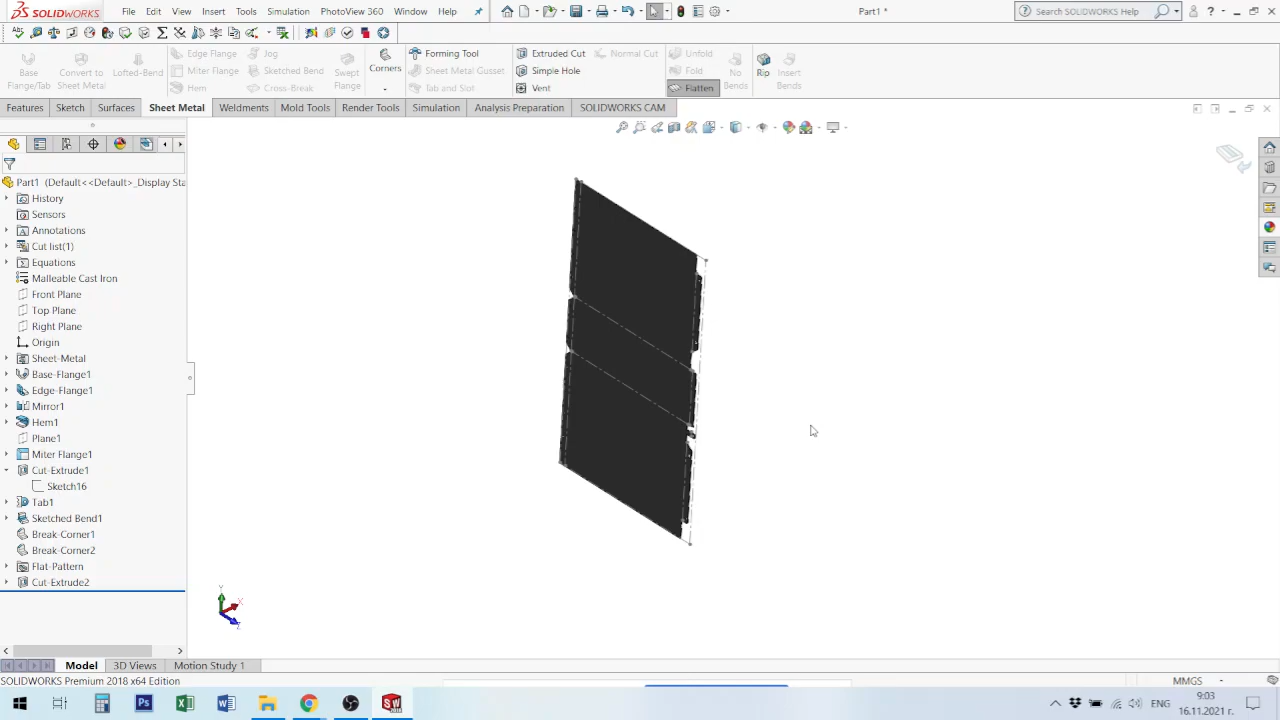 SOLIDWORKS File Edit View Insert Tools Simulation PhotoView 360 Window Help Part1 * Search SOLIDWORKS Help
Base Flange/Tab Convert to Sheet Metal Lofted-Bend Edge Flange Miter Flange Hem Jog Sketched Bend Cross-Break Swept Flange Corners Forming Tool Sheet Metal Gusset Tab and Slot Extruded Cut Simple Hole Vent Normal Cut Unfold Fold Flatten No Bends Rip Insert Bends
Features Sketch Surfaces Sheet Metal Weldments Mold Tools Render Tools Simulation Analysis Preparation SOLIDWORKS CAM
Part1 (Default<<Default>_Display Sta
History
Sensors
Annotations
Cut list(1)
Equations
Malleable Cast Iron
Front Plane
Top Plane
Right Plane
Origin
Sheet-Metal
Base-Flange1
Edge-Flange1
Mirror1
Hem1
Plane1
Miter Flange1
Cut-Extrude1
Sketch16
Tab1
Sketched Bend1
Break-Corner1
Break-Corner2
Flat-Pattern
Cut-Extrude2
Y
X
Z
Model 3D Views Motion Study 1
SOLIDWORKS Premium 2018 x64 Edition MMGS
ENG 9:03
16.11.2021 г.